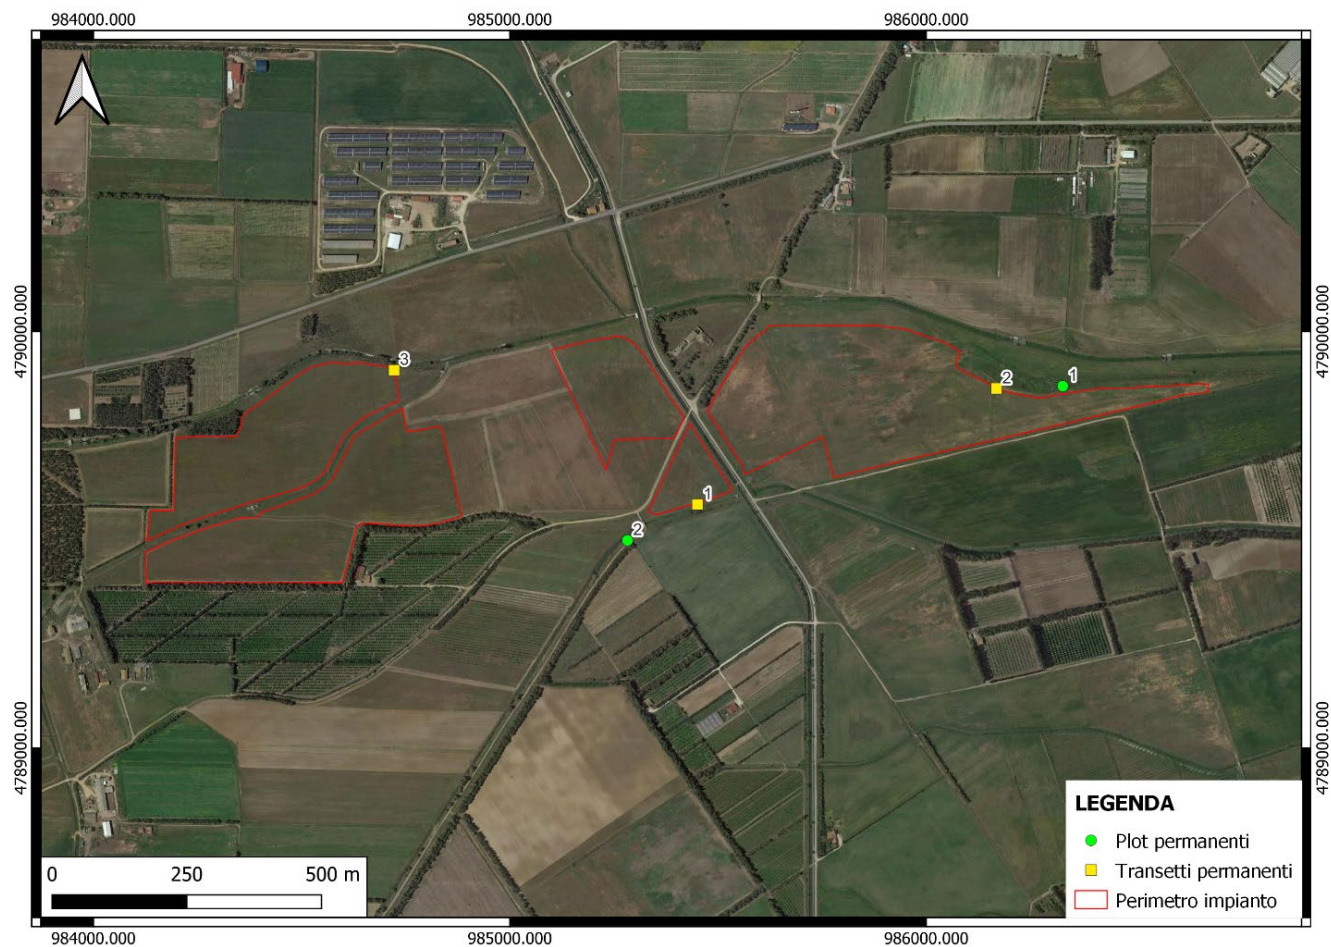 984000.000 985000.000 986000.000
4790000.000 4790000.000
3
2 1
1
2
4789000.000 4789000.000
LEGENDA
Plot permanenti
Transetti permanenti
Perimetro impianto
0 250 500 m
984000.000 985000.000 986000.000